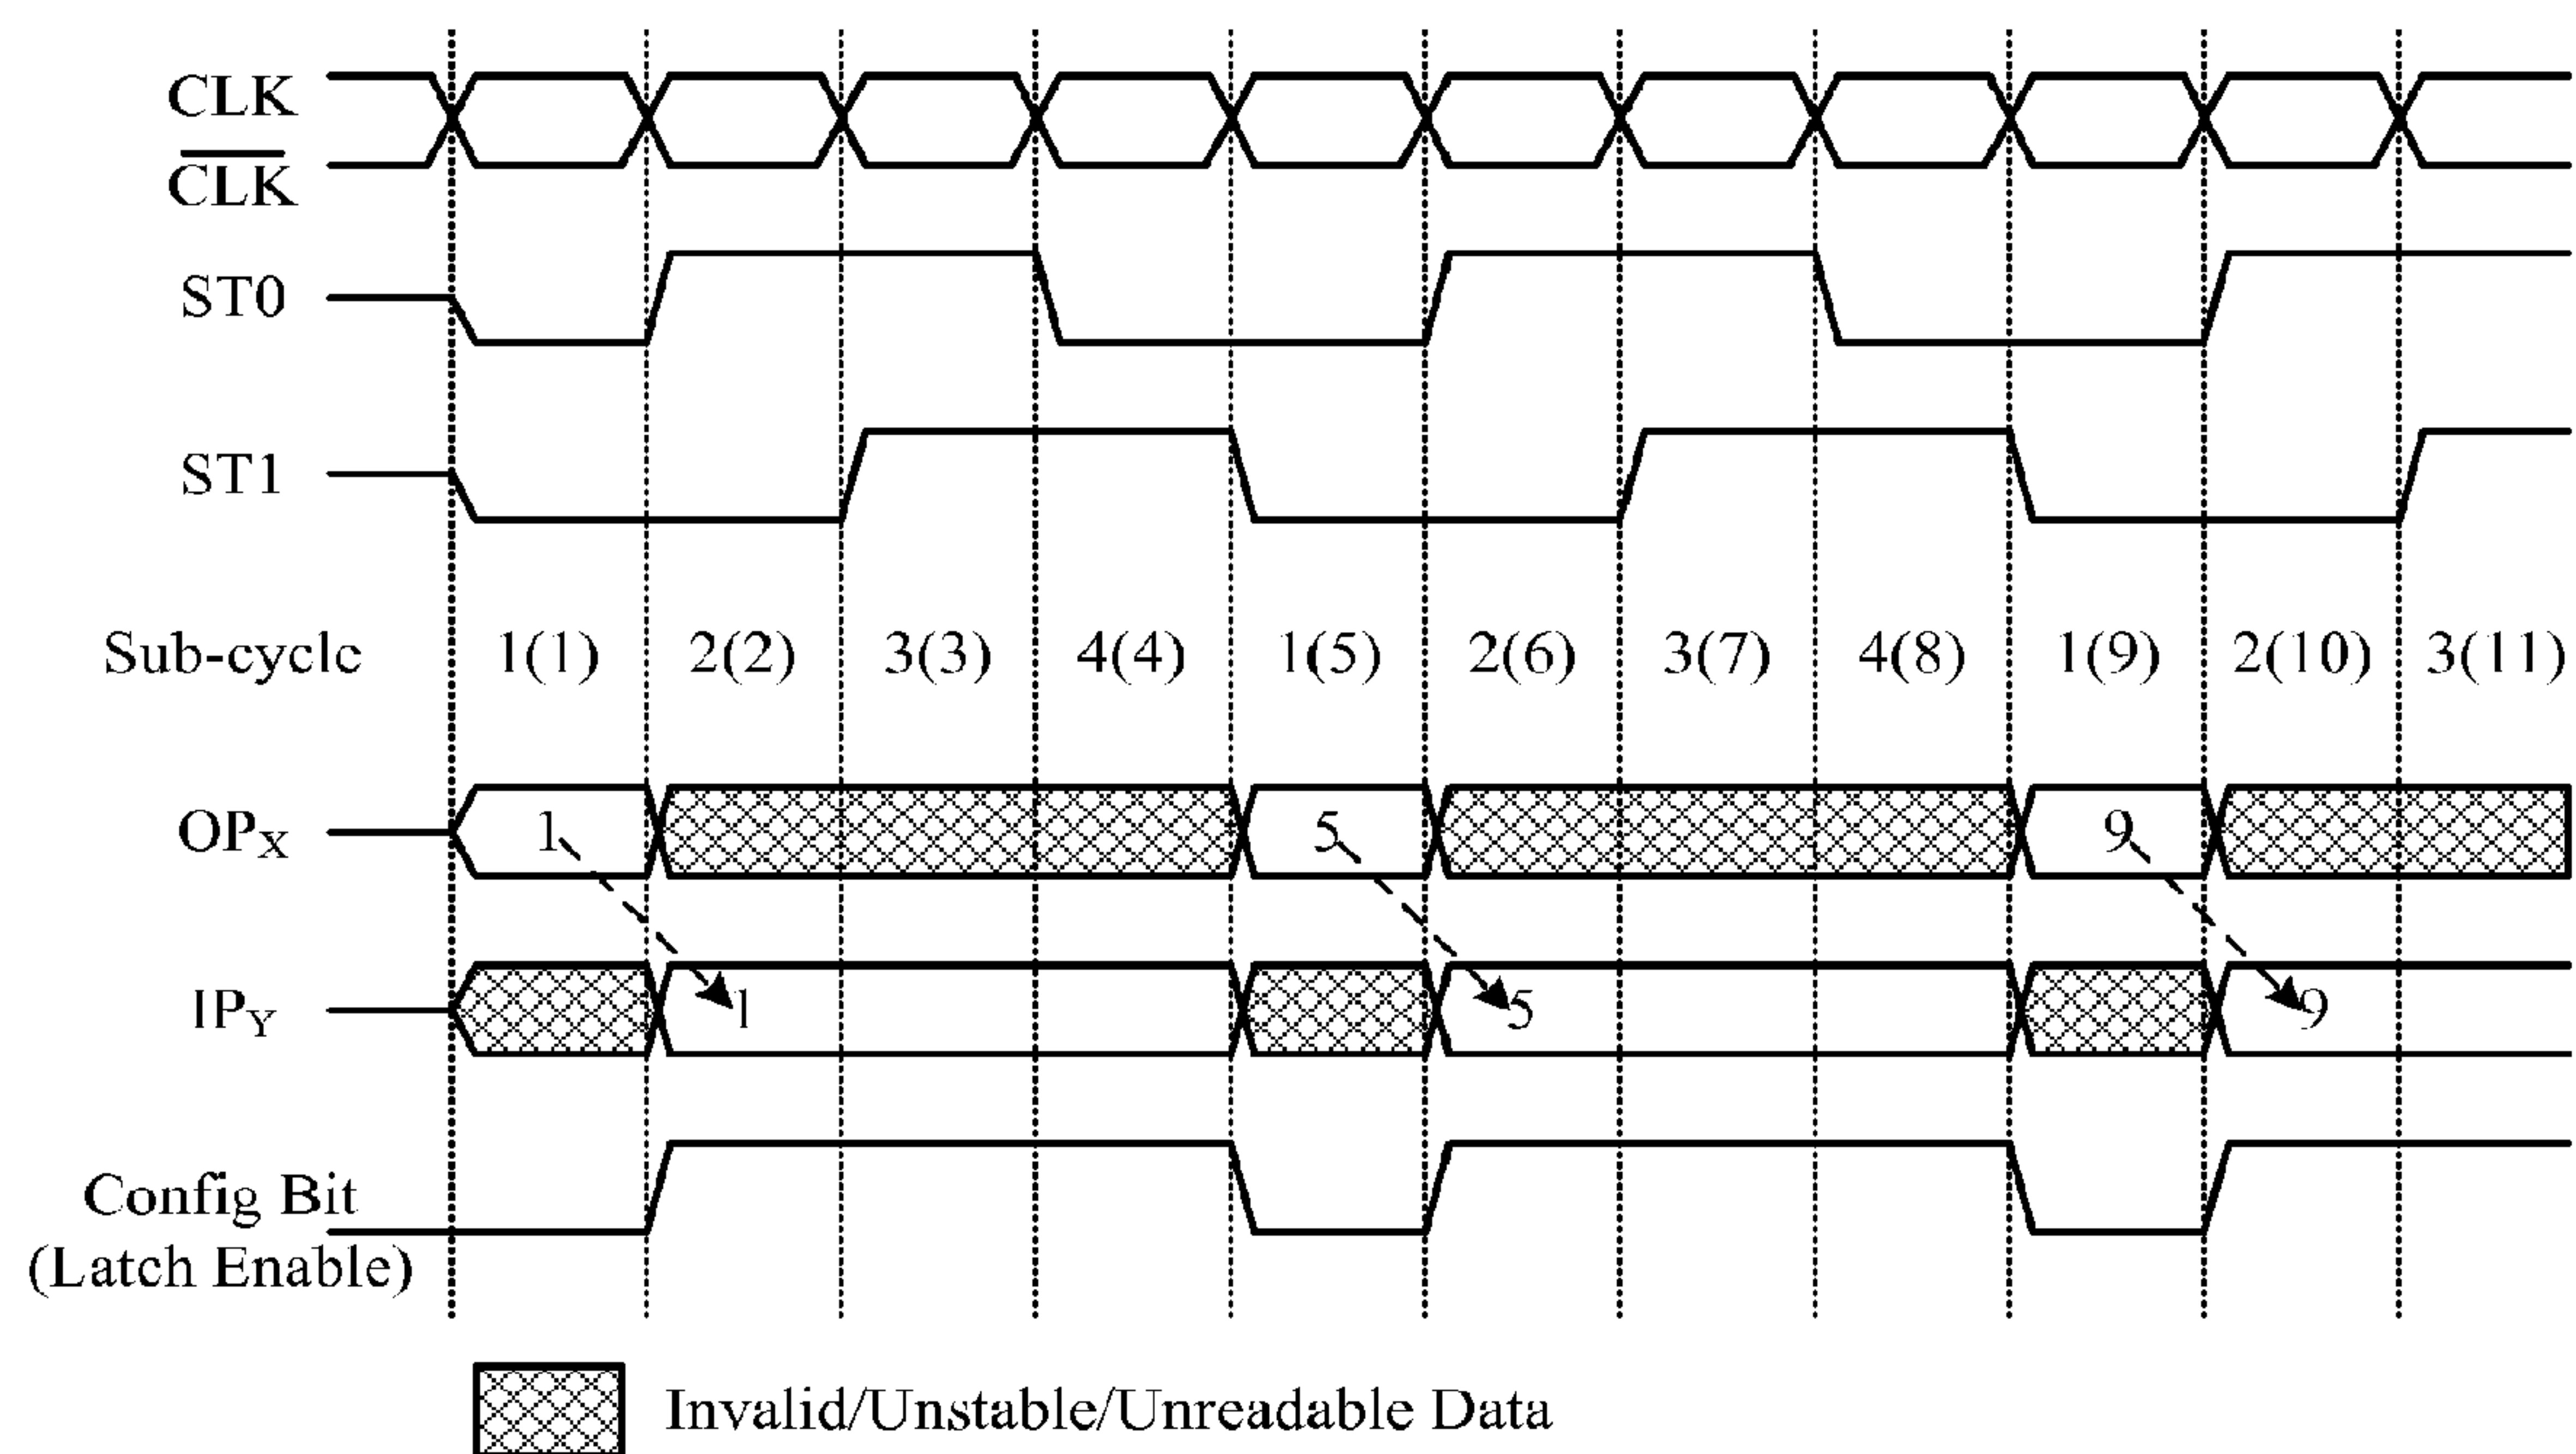 CLK
CLK
ST0
ST1
Sub-cycle 1(1) 2(2) 3(3) 4(4) 1(5) 2(6) 3(7) 4(8) 1(9) 2(10) 3(11)
OPX 1 5 9
IPY 1 5 9
Config Bit
(Latch Enable)
Invalid/Unstable/Unreadable Data